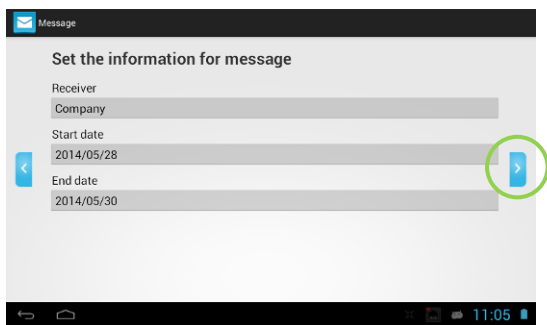 Message
Set the information for message
Receiver
Company
Start date
2014/05/28
End date
2014/05/30
11:05